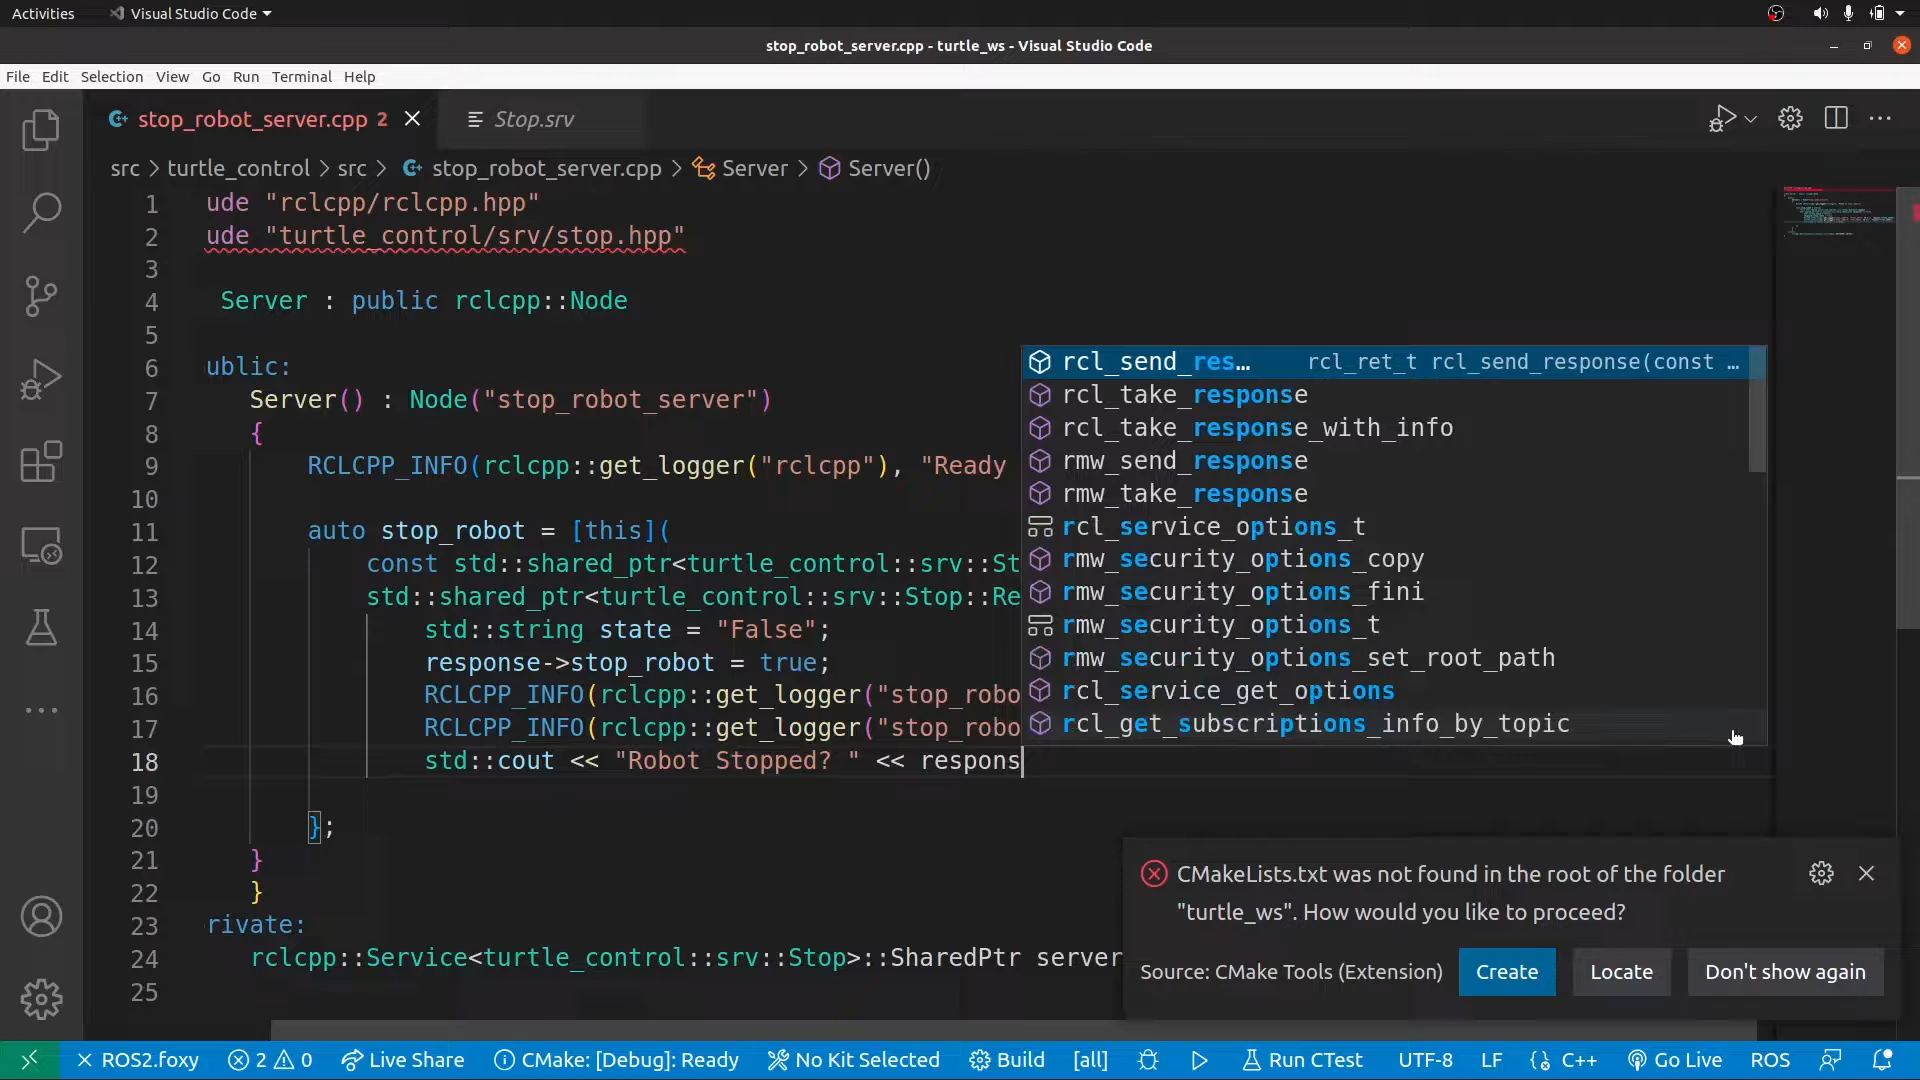 Activities Visual Studio Code
stop_robot_server.cpp - turtle_ws - Visual Studio Code
File Edit Selection View Go Run Terminal Help
stop_robot_server.cpp 2 Stop.srv
src > turtle_control > src > stop_robot_server.cpp > Server > Server()
1 ude "rclcpp/rclcpp.hpp"
2 ude "turtle_control/srv/stop.hpp"
3
4 Server : public rclcpp::Node
5
6 ublic:
7 Server() : Node("stop_robot_server")
8 {
9 RCLCPP_INFO(rclcpp::get_logger("rclcpp"), "Ready
10
11 auto stop_robot = [this](
12 const std::shared_ptr<turtle_control::srv::St
13 std::shared_ptr<turtle_control::srv::Stop::Re
14 std::string state = "False";
15 response->stop_robot = true;
16 RCLCPP_INFO(rclcpp::get_logger("stop_robo
17 RCLCPP_INFO(rclcpp::get_logger("stop_robo
18 std::cout << "Robot Stopped? " << respons
19
20 };
21 }
22 }
23 rivate:
24 rclcpp::Service<turtle_control::srv::Stop>::SharedPtr server
25
rcl_send_res… rcl_ret_t rcl_send_response(const …
rcl_take_response
rcl_take_response_with_info
rmw_send_response
rmw_take_response
rcl_service_options_t
rmw_security_options_copy
rmw_security_options_fini
rmw_security_options_t
rmw_security_options_set_root_path
rcl_service_get_options
rcl_get_subscriptions_info_by_topic
CMakeLists.txt was not found in the root of the folder
"turtle_ws". How would you like to proceed?
Source: CMake Tools (Extension) Create Locate Don't show again
ROS2.foxy 2 0 Live Share CMake: [Debug]: Ready No Kit Selected Build [all] Run CTest UTF-8 LF C++ Go Live ROS